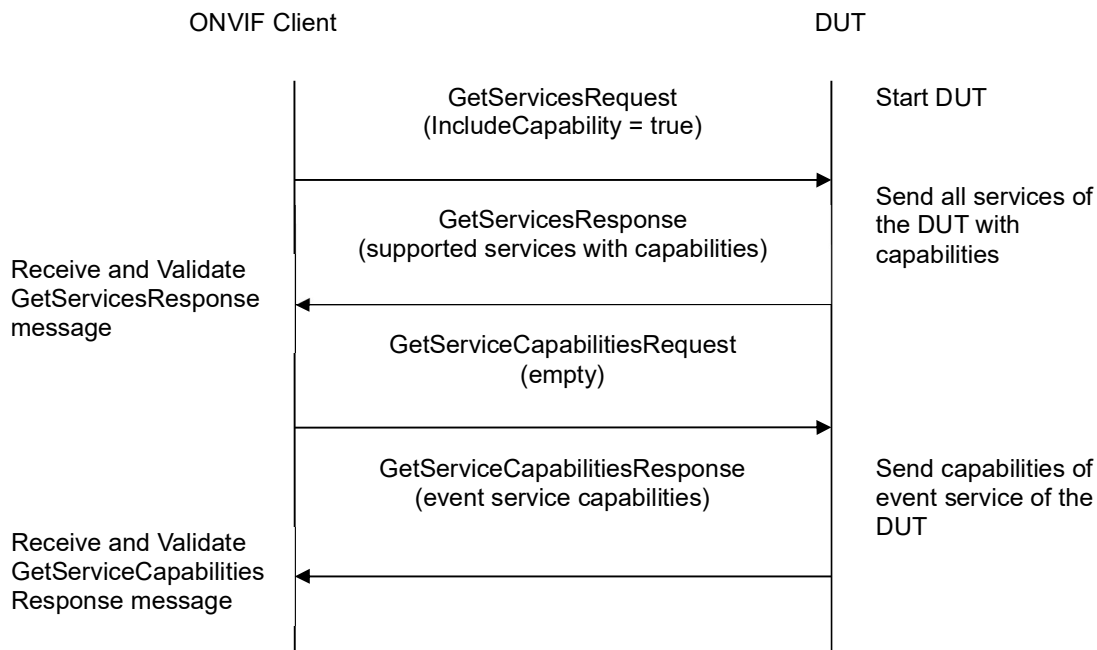 ONVIF Client
DUT
GetServicesRequest
(IncludeCapability = true)
Start DUT
GetServicesResponse
(supported services with capabilities)
Send all services of
the DUT with
capabilities
Receive and Validate
GetServicesResponse
message
GetServiceCapabilitiesRequest
(empty)
GetServiceCapabilitiesResponse
(event service capabilities)
Send capabilities of
event service of the
DUT
Receive and Validate
GetServiceCapabilities
Response message